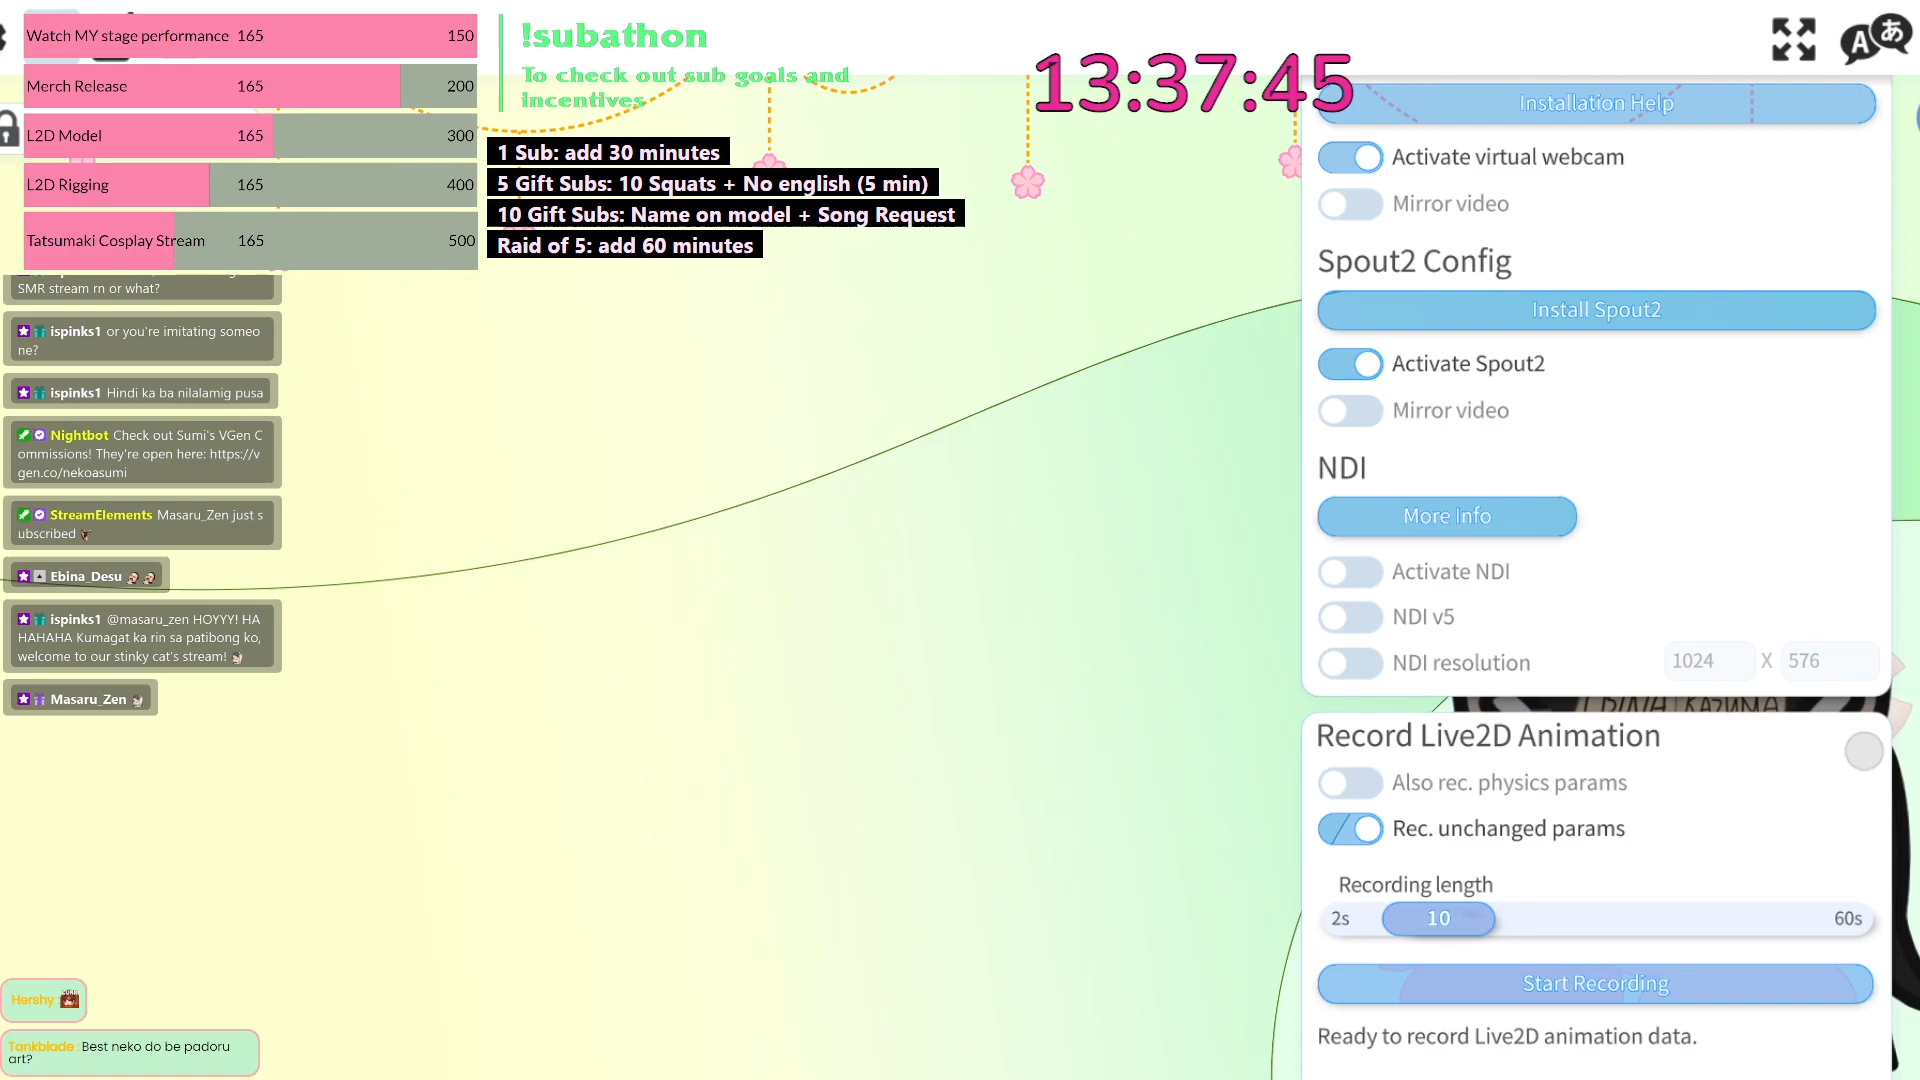 Watch MY stage performance 165 150
Merch Release 165 200
L2D Model 165 300
L2D Rigging 165 400
Tatsumaki Cosplay Stream 165 500
!subathon
To check out sub goals and
incentives
13:37:45
1 Sub: add 30 minutes
5 Gift Subs: 10 Squats + No english (5 min)
10 Gift Subs: Name on model + Song Request
Raid of 5: add 60 minutes
SMR stream rn or what?
ispinks1 or you're imitating someo
ne?
ispinks1 Hindi ka ba nilalamig pusa
Nightbot Check out Sumi's VGen C
ommissions! They're open here: https://v
gen.co/nekoasumi
StreamElements Masaru_Zen just s
ubscribed
Ebina_Desu
ispinks1 @masaru_zen HOYYY! HA
HAHAHA Kumagat ka rin sa patibong ko,
welcome to our stinky cat's stream!
Masaru_Zen
Hershy
Tankblade : Best neko do be padoru
art?
A あ
Installation Help
Activate virtual webcam
Mirror video
Spout2 Config
Install Spout2
Activate Spout2
Mirror video
NDI
More Info
Activate NDI
NDI v5
NDI resolution 1024 X 576
Record Live2D Animation
Also rec. physics params
Rec. unchanged params
Recording length
2s 10 60s
Start Recording
Ready to record Live2D animation data.